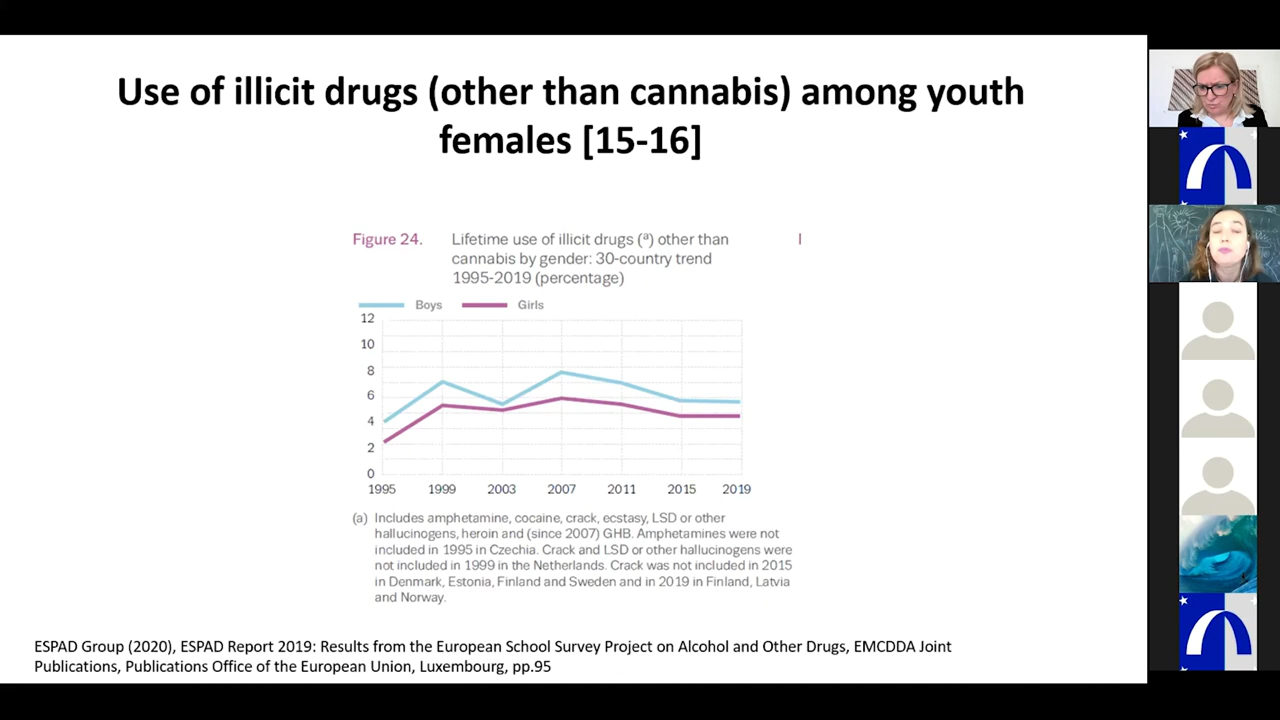 Use of illicit drugs (other than cannabis) among youth
females [15-16]
Figure 24. Lifetime use of illicit drugs (a) other than
cannabis by gender: 30-country trend
1995-2019 (percentage)
Boys Girls
12
10
8
6
4
2
0
1995 1999 2003 2007 2011 2015 2019
(a) Includes amphetamine, cocaine, crack, ecstasy, LSD or other
hallucinogens, heroin and (since 2007) GHB. Amphetamines were not
included in 1995 in Czechia. Crack and LSD or other hallucinogens were
not included in 1999 in the Netherlands. Crack was not included in 2015
in Denmark, Estonia, Finland and Sweden and in 2019 in Finland, Latvia
and Norway.
ESPAD Group (2020), ESPAD Report 2019: Results from the European School Survey Project on Alcohol and Other Drugs, EMCDDA Joint
Publications, Publications Office of the European Union, Luxembourg, pp.95